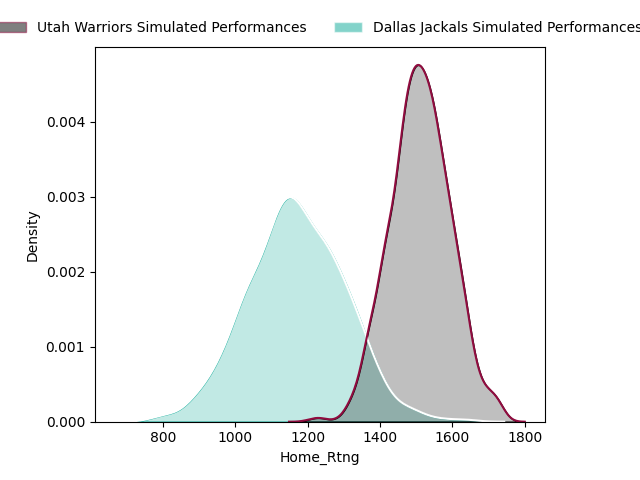 Utah Warriors Simulated Performances Dallas Jackals Simulated Performances
0.004
0.003
0.002
0.001
0.000
Density
800 1000 1200 1400 1600 1800
Home_Rtng